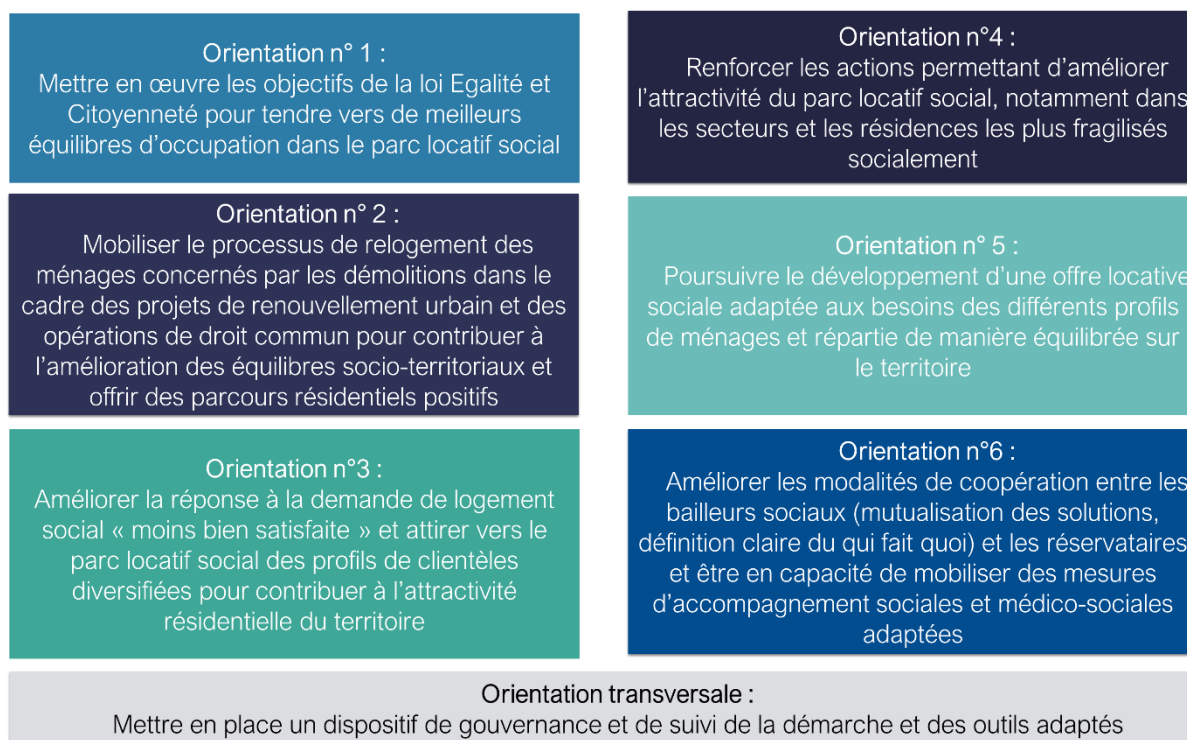 Orientation n° 1 :
Mettre en œuvre les objectifs de la loi Egalité et
Citoyenneté pour tendre vers de meilleurs
équilibres d’occupation dans le parc locatif social
Orientation n° 2 :
Mobiliser le processus de relogement des
ménages concernés par les démolitions dans le
cadre des projets de renouvellement urbain et des
opérations de droit commun pour contribuer à
l’amélioration des équilibres socio-territoriaux et
offrir des parcours résidentiels positifs
Orientation n°3 :
Améliorer la réponse à la demande de logement
social « moins bien satisfaite » et attirer vers le
parc locatif social des profils de clientèles
diversifiées pour contribuer à l’attractivité
résidentielle du territoire
Orientation n°4 :
Renforcer les actions permettant d’améliorer
l’attractivité du parc locatif social, notamment dans
les secteurs et les résidences les plus fragilisés
socialement
Orientation n° 5 :
Poursuivre le développement d’une offre locative
sociale adaptée aux besoins des différents profils
de ménages et répartie de manière équilibrée sur
le territoire
Orientation n°6 :
Améliorer les modalités de coopération entre les
bailleurs sociaux (mutualisation des solutions,
définition claire du qui fait quoi) et les réservataires
et être en capacité de mobiliser des mesures
d’accompagnement sociales et médico-sociales
adaptées
Orientation transversale :
Mettre en place un dispositif de gouvernance et de suivi de la démarche et des outils adaptés